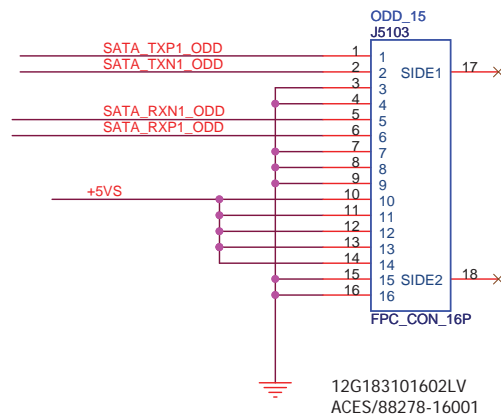 ODD_15
J5103
SATA_TXP1_ODD 1 1
SATA_TXN1_ODD 2 2 SIDE1 17
3 3
4 4
SATA_RXN1_ODD 5 5
SATA_RXP1_ODD 6 6
7 7
8 8
9 9
+5VS 10 10
11 11
12 12
13 13
14 14
15 15 SIDE2 18
16 16
FPC_CON_16P
12G183101602LV
ACES/88278-16001